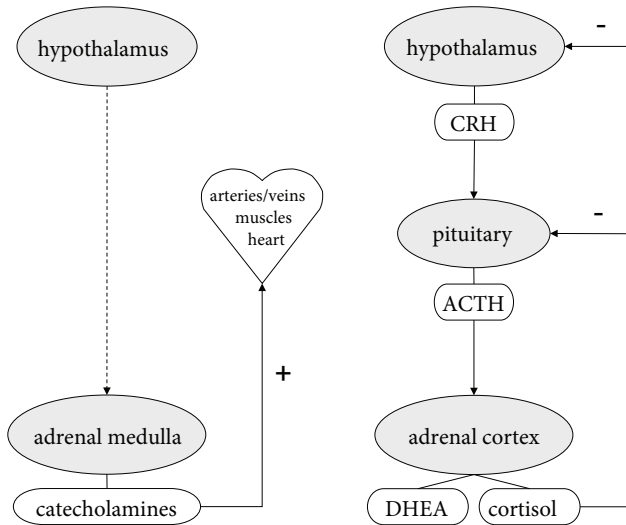 hypothalamus
arteries/veins
muscles
heart
+
adrenal medulla
catecholamines
-
hypothalamus
CRH
-
pituitary
ACTH
adrenal cortex
DHEA
cortisol